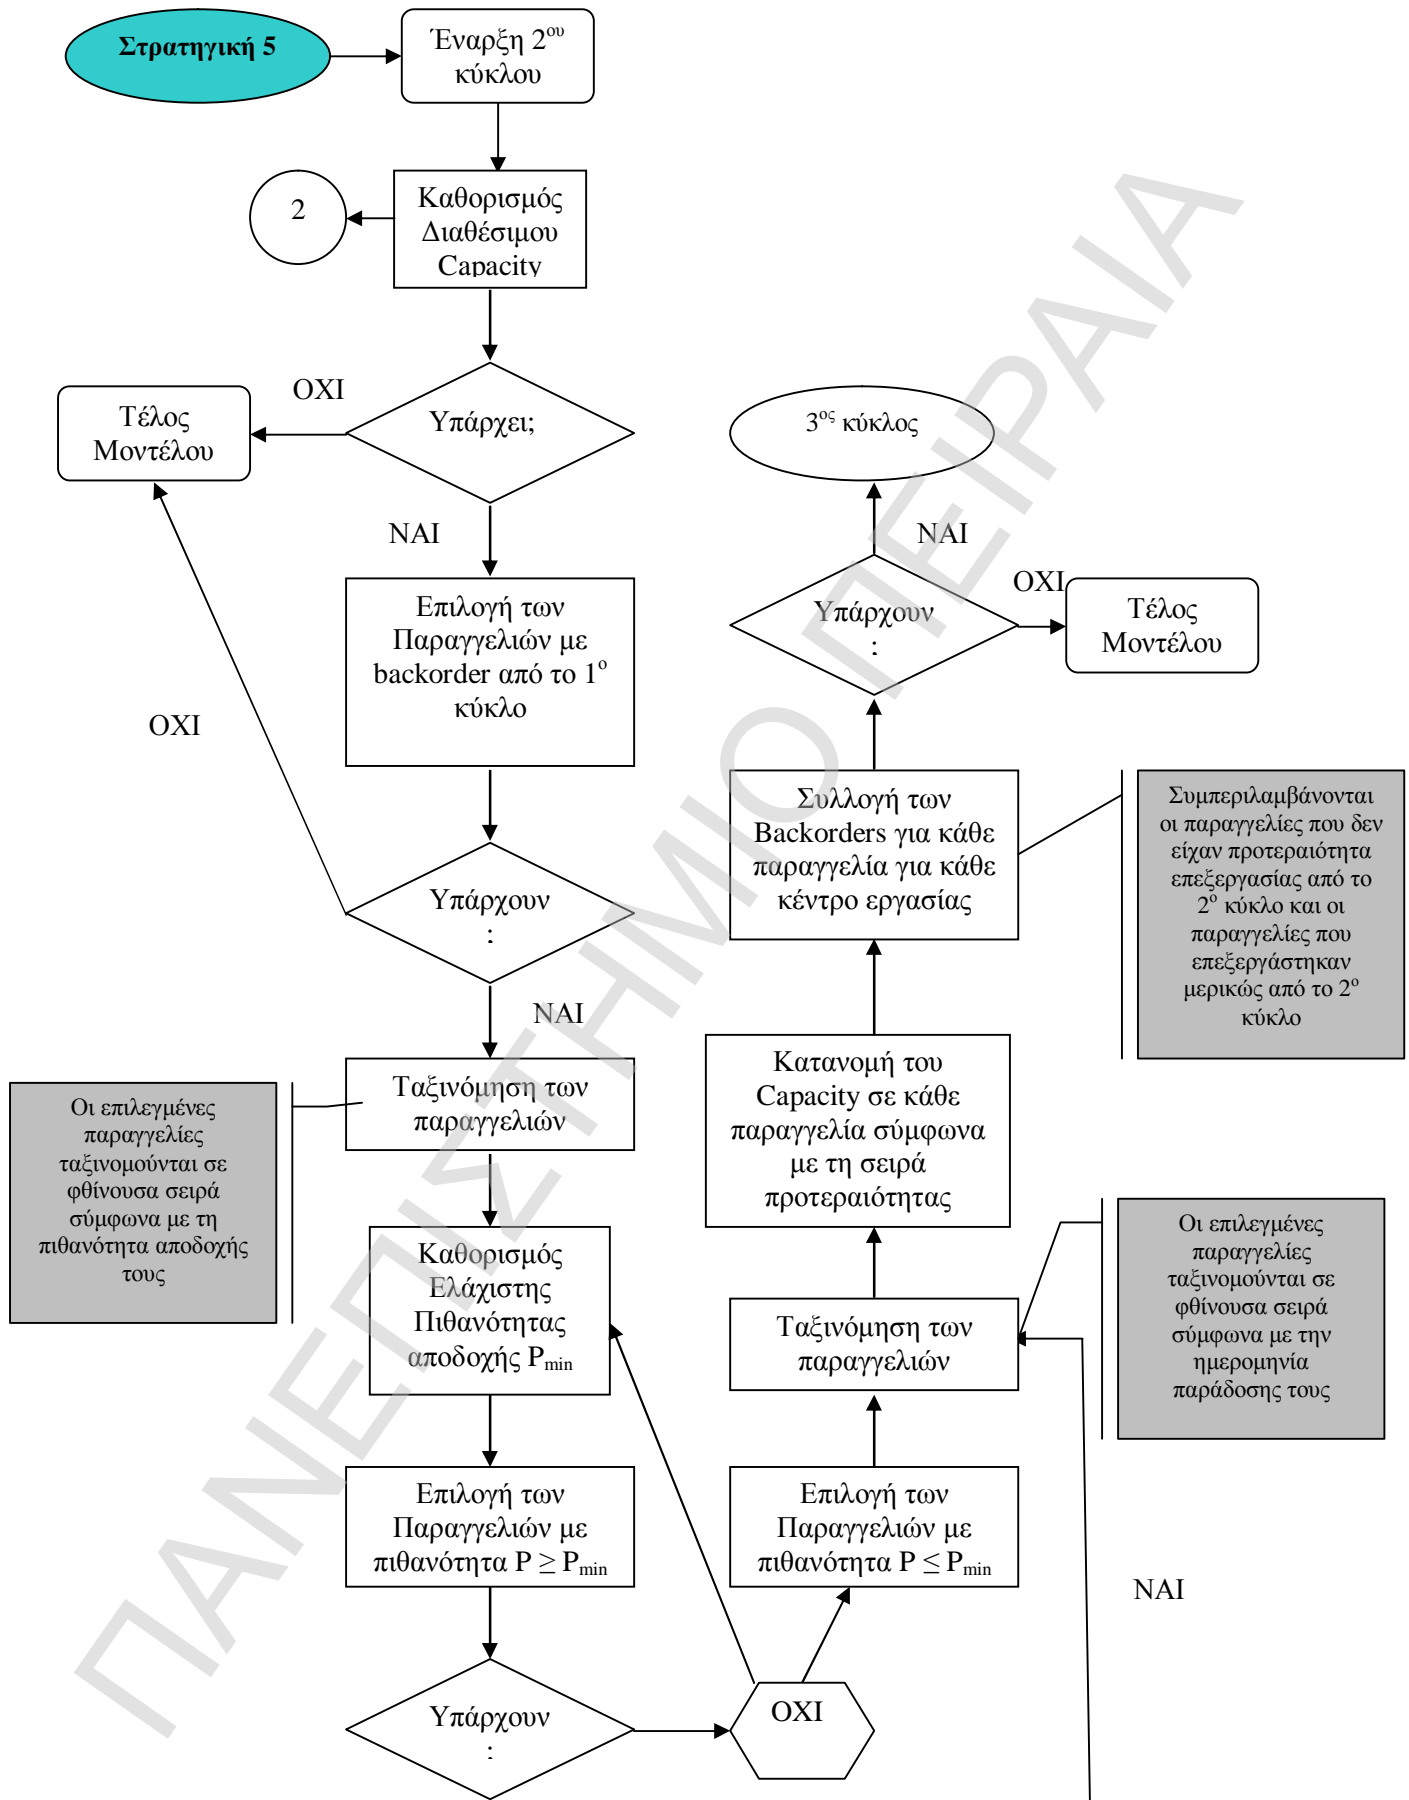 Στρατηγική 5
Έναρξη 2ου
κύκλου
2
Καθορισμός
Διαθέσιμου
Capacity
ΟΧΙ
Υπάρχει;
Τέλος
Μοντέλου
ΝΑΙ
Επιλογή των
Παραγγελιών με
backorder από το 1ο
κύκλο
ΟΧΙ
Υπάρχουν
;
ΝΑΙ
Ταξινόμηση των
παραγγελιών
Οι επιλεγμένες
παραγγελίες
ταξινομούνται σε
φθίνουσα σειρά
σύμφωνα με τη
πιθανότητα αποδοχής
τους
Καθορισμός
Ελάχιστης
Πιθανότητας
αποδοχής Pmin
Επιλογή των
Παραγγελιών με
πιθανότητα P ≥ Pmin
Υπάρχουν
;
ΟΧΙ
3ος κύκλος
ΝΑΙ
ΟΧΙ
Υπάρχουν
;
Τέλος
Μοντέλου
Συλλογή των
Backorders για κάθε
παραγγελία για κάθε
κέντρο εργασίας
Συμπεριλαμβάνονται
οι παραγγελίες που δεν
είχαν προτεραιότητα
επεξεργασίας από το
2ο κύκλο και οι
παραγγελίες που
επεξεργάστηκαν
μερικώς από το 2ο
κύκλο
Κατανομή του
Capacity σε κάθε
παραγγελία σύμφωνα
με τη σειρά
προτεραιότητας
Ταξινόμηση των
παραγγελιών
Οι επιλεγμένες
παραγγελίες
ταξινομούνται σε
φθίνουσα σειρά
σύμφωνα με την
ημερομηνία
παράδοσης τους
Επιλογή των
Παραγγελιών με
πιθανότητα P ≤ Pmin
ΝΑΙ
ΠΑΝΕΠΙΣΤΗΜΙΟ ΠΕΙΡΑΙΑ